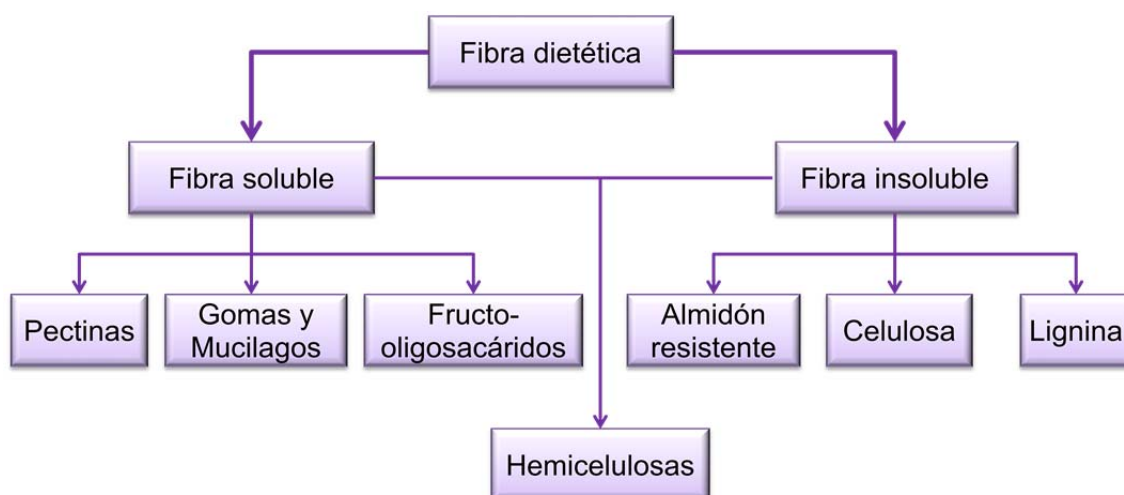 Fibra dietética
Fibra soluble
Fibra insoluble
Pectinas
Gomas y
Mucilagos
Fructo-
oligosacáridos
Almidón
resistente
Celulosa
Lignina
Hemicelulosas